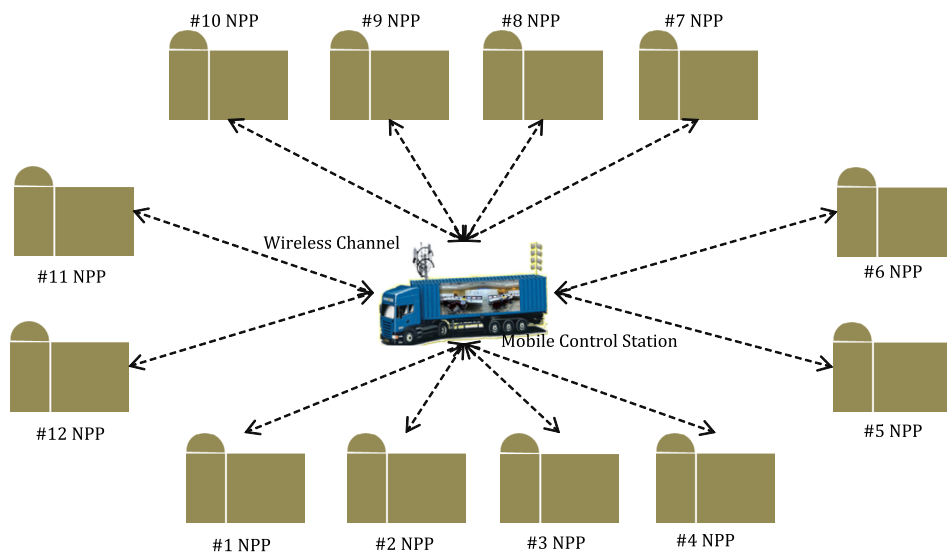 #10 NPP
#9 NPP
#8 NPP
#7 NPP
Wireless Channel
#11 NPP
#6 NPP
Mobile Control Station
#12 NPP
#5 NPP
#1 NPP
#2 NPP
#3 NPP
#4 NPP